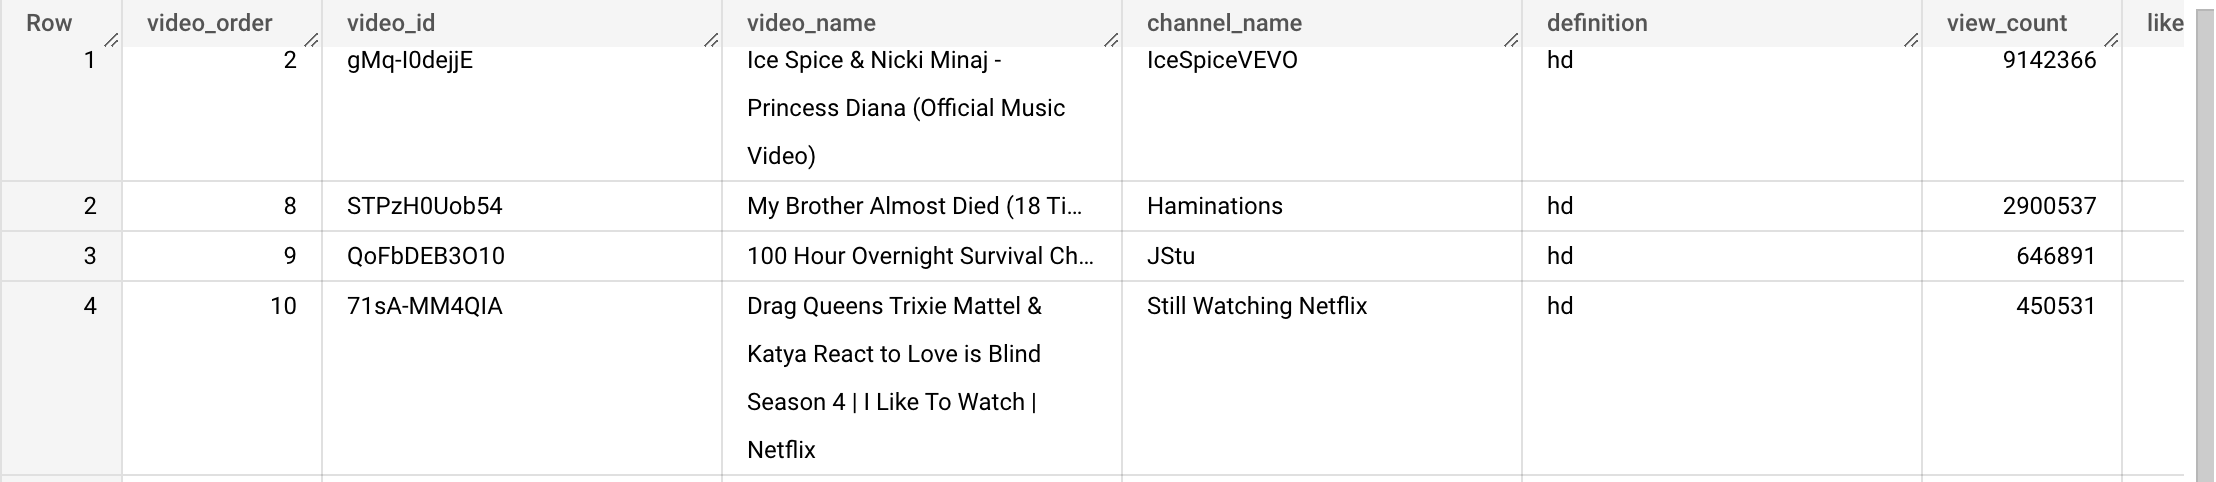 Row video_order video_id video_name channel_name definition view_count like
1 2 gMq-I0dejjE Ice Spice & Nicki Minaj - IceSpiceVEVO hd 9142366
Princess Diana (Official Music
Video)
2 8 STPzH0Uob54 My Brother Almost Died (18 Ti... Haminations hd 2900537
3 9 QoFbDEB3O10 100 Hour Overnight Survival Ch... JStu hd 646891
4 10 71sA-MM4QIA Drag Queens Trixie Mattel & Still Watching Netflix hd 450531
Katya React to Love is Blind
Season 4 | I Like To Watch |
Netflix